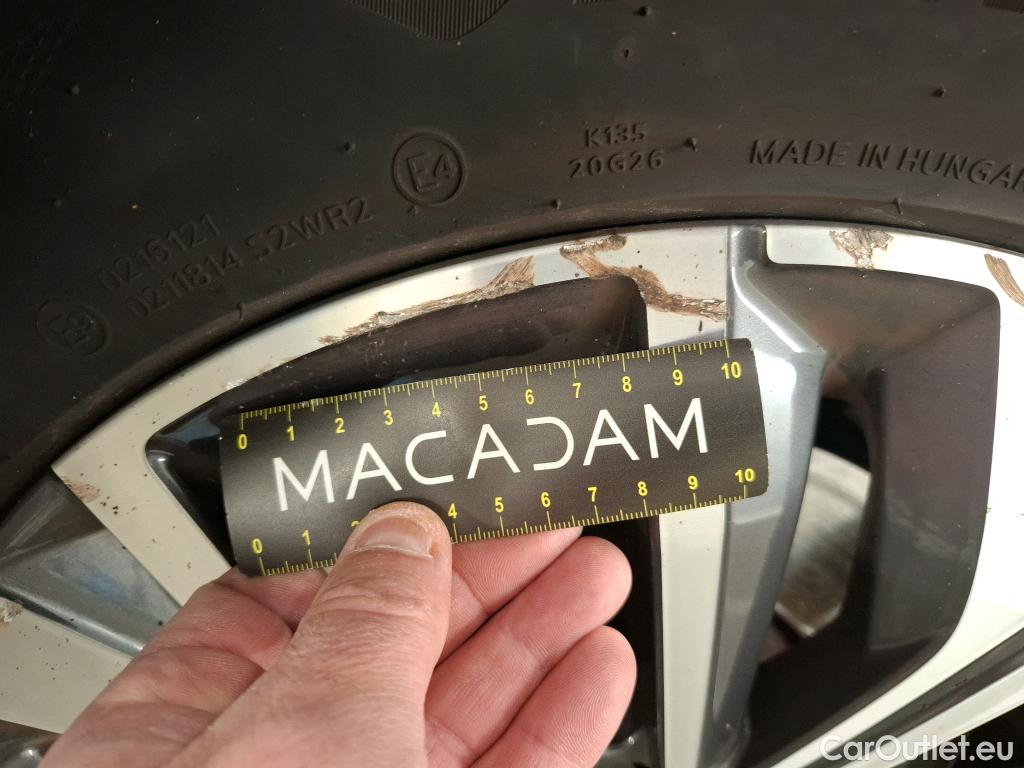 K135
20G26
E4
MADE IN HUNGAR
0216121
0211814 S2WR2
E9
0 1 2 3 4 5 6 7 8 9 10
MACADAM
0 1 2 4 5 6 7 8 9 10
CarOutlet.eu